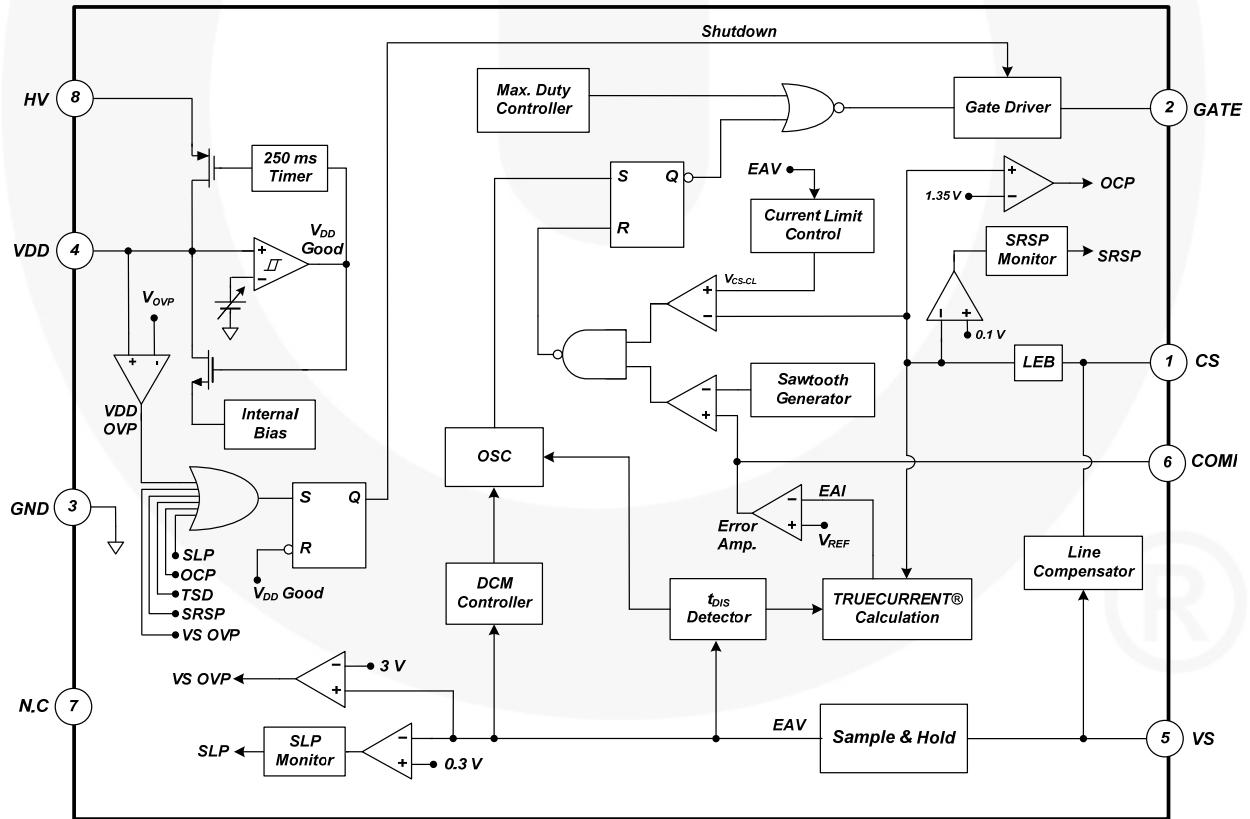 Shutdown
8
HV
Max. Duty
Controller
Gate Driver
2
GATE
250 ms
Timer
S
Q
R
EAV
Current Limit
Control
+
−
1.35 V
OCP
SRSP
Monitor
SRSP
4
VDD
VDD
Good
+
−
VOVP
+
-
VDD
OVP
Internal
Bias
VCS-CL
+
−
−
+
0.1 V
LEB
1
CS
Sawtooth
Generator
−
+
OSC
6
COMI
3
GND
S
Q
R
VDD Good
SLP
OCP
TSD
SRSP
VS OVP
EAI
−
+
VREF
Error
Amp.
DCM
Controller
tDIS
Detector
TRUECURRENT®
Calculation
Line
Compensator
®
7
N.C
VS OVP
−
+
3 V
SLP
SLP
Monitor
−
+
0.3 V
EAV
Sample & Hold
5
VS